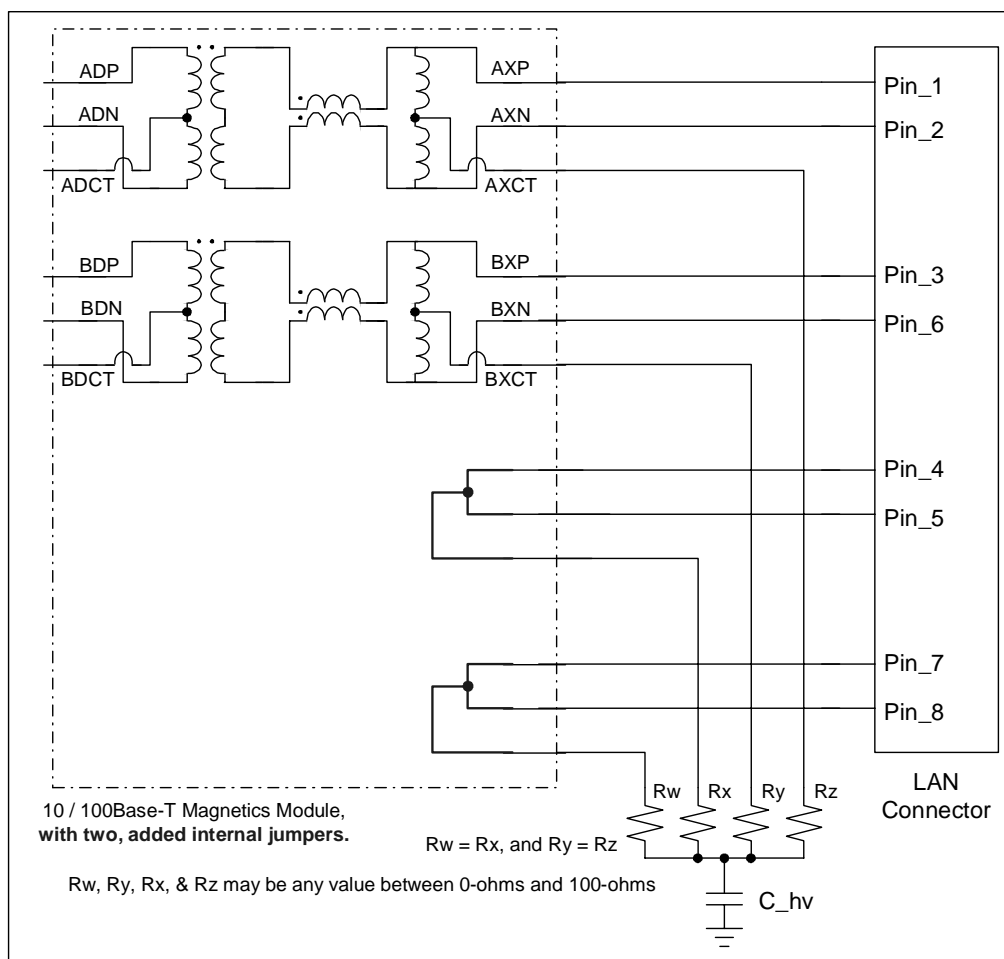 ADP
AXP
Pin_1
ADN
AXN
Pin_2
ADCT
AXCT
BDP
BXP
Pin_3
BDN
BXN
Pin_6
BDCT
BXCT
Pin_4
Pin_5
Pin_7
Pin_8
LAN
Connector
Rw
Rx
Ry
Rz
10 / 100Base-T Magnetics Module,
with two, added internal jumpers.
Rw = Rx, and Ry = Rz
Rw, Ry, Rx, & Rz may be any value between 0-ohms and 100-ohms
C_hv